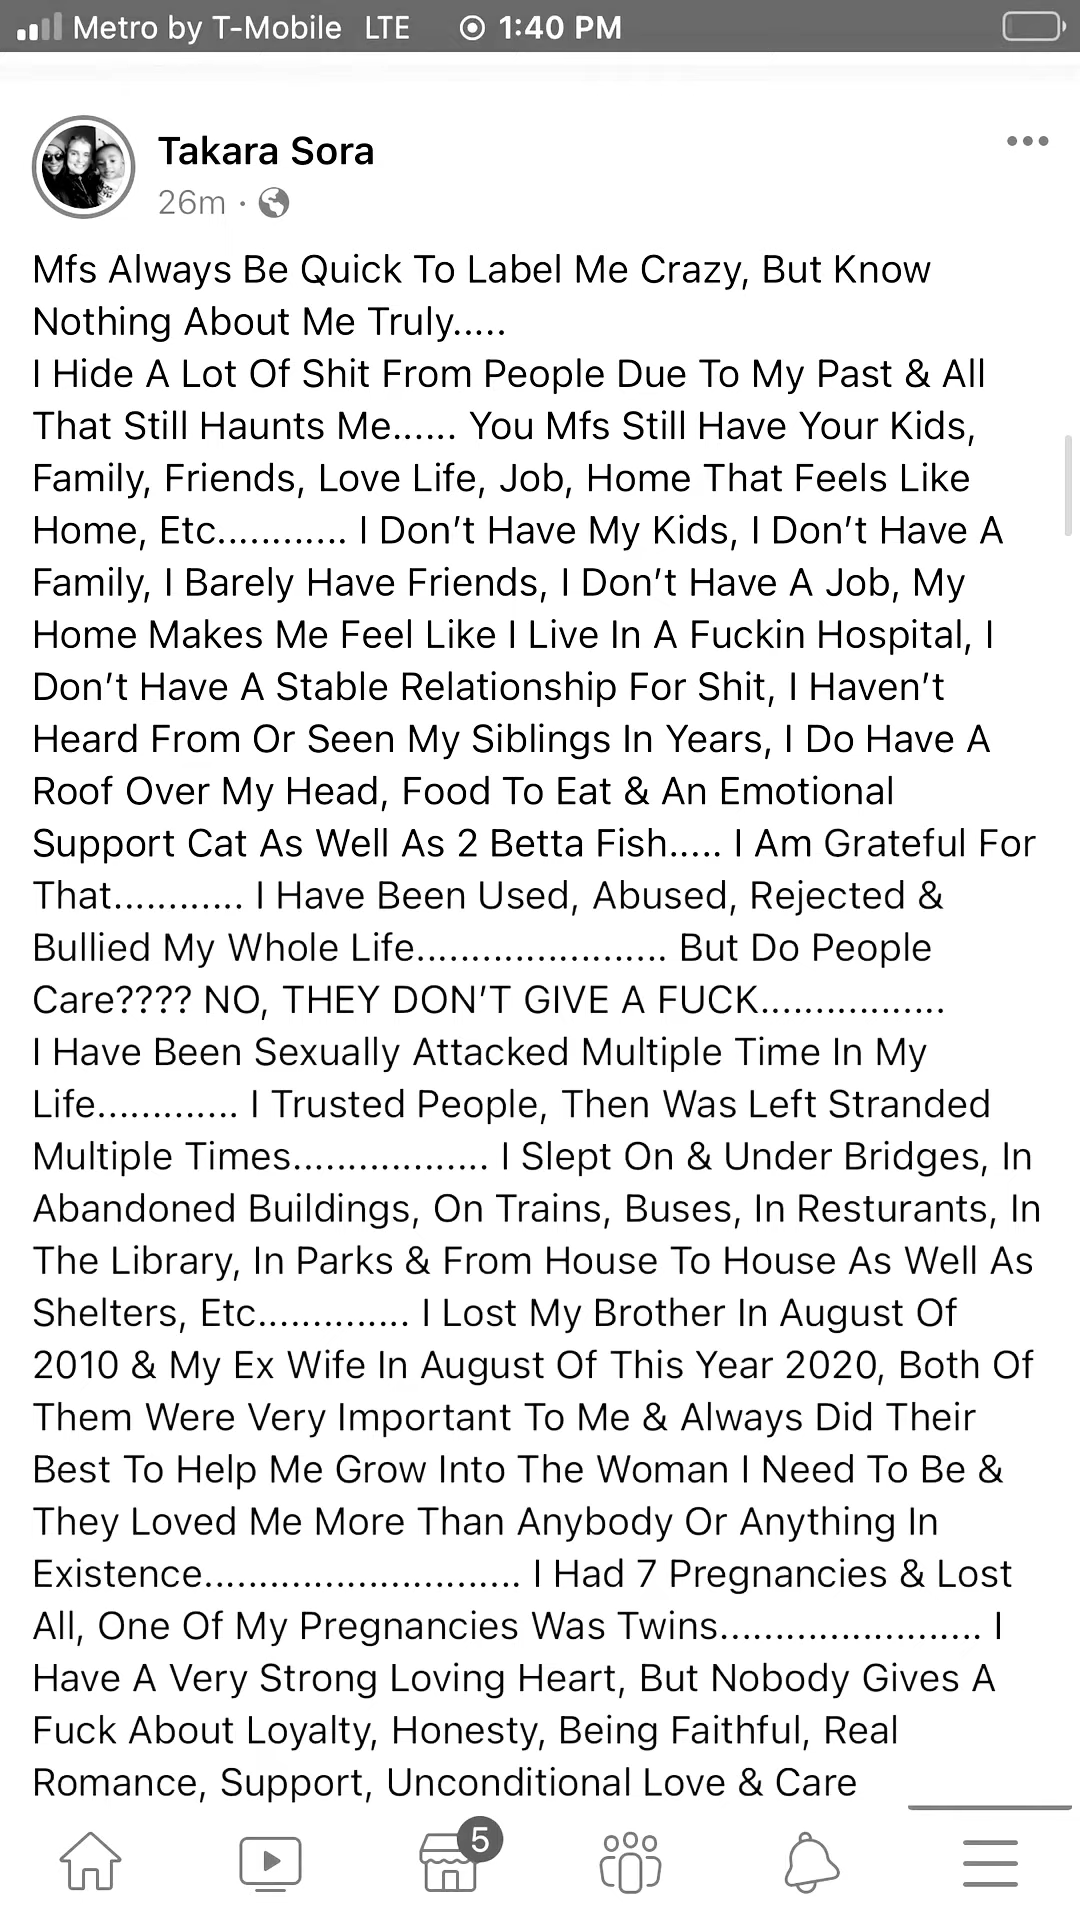 Metro by T-Mobile LTE 1:40 PM
Takara Sora
26m ·
Mfs Always Be Quick To Label Me Crazy, But Know
Nothing About Me Truly.....
I Hide A Lot Of Shit From People Due To My Past & All
That Still Haunts Me...... You Mfs Still Have Your Kids,
Family, Friends, Love Life, Job, Home That Feels Like
Home, Etc............ I Don't Have My Kids, I Don't Have A
Family, I Barely Have Friends, I Don't Have A Job, My
Home Makes Me Feel Like I Live In A Fuckin Hospital, I
Don't Have A Stable Relationship For Shit, I Haven't
Heard From Or Seen My Siblings In Years, I Do Have A
Roof Over My Head, Food To Eat & An Emotional
Support Cat As Well As 2 Betta Fish..... I Am Grateful For
That............ I Have Been Used, Abused, Rejected &
Bullied My Whole Life....................... But Do People
Care???? NO, THEY DON'T GIVE A FUCK.................
I Have Been Sexually Attacked Multiple Time In My
Life............. I Trusted People, Then Was Left Stranded
Multiple Times.................. I Slept On & Under Bridges, In
Abandoned Buildings, On Trains, Buses, In Resturants, In
The Library, In Parks & From House To House As Well As
Shelters, Etc.............. I Lost My Brother In August Of
2010 & My Ex Wife In August Of This Year 2020, Both Of
Them Were Very Important To Me & Always Did Their
Best To Help Me Grow Into The Woman I Need To Be &
They Loved Me More Than Anybody Or Anything In
Existence............................. I Had 7 Pregnancies & Lost
All, One Of My Pregnancies Was Twins........................ I
Have A Very Strong Loving Heart, But Nobody Gives A
Fuck About Loyalty, Honesty, Being Faithful, Real
Romance, Support, Unconditional Love & Care
5